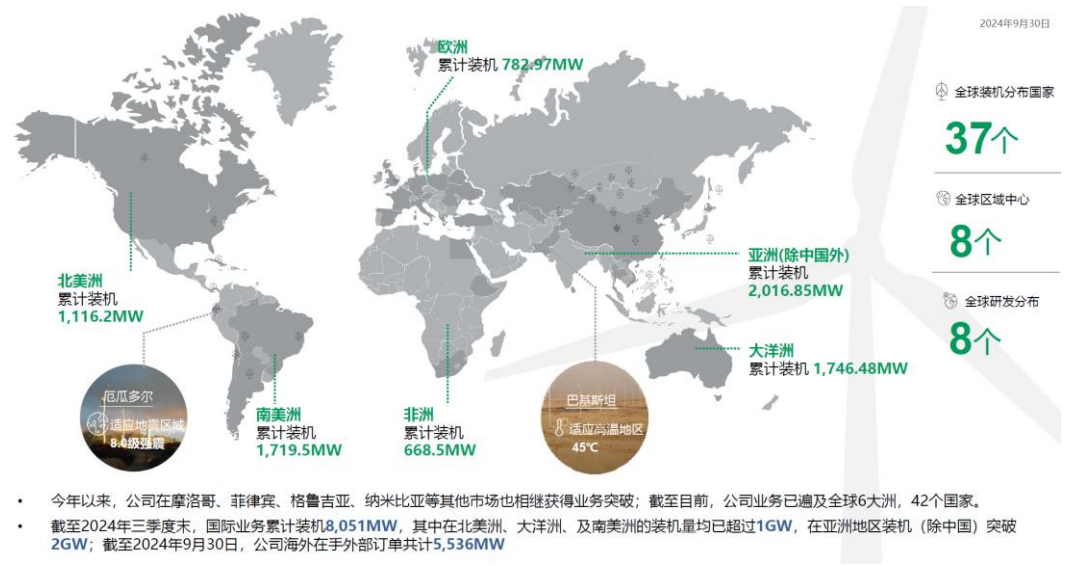 2024年9月30日
欧洲
累计装机 782.97MW
全球装机分布国家
37个
全球区域中心
8个
全球研发分布
8个
北美洲
累计装机
1,116.2MW
亚洲(除中国外)
累计装机
2,016.85MW
大洋洲
累计装机 1,746.48MW
厄瓜多尔
适应地震区域
8.0级强震
南美洲
累计装机
1,719.5MW
非洲
累计装机
668.5MW
巴基斯坦
适应高温地区
45℃
• 今年以来，公司在摩洛哥、菲律宾、格鲁吉亚、纳米比亚等其他市场也相继获得业务突破；截至目前，公司业务已遍及全球6大洲，42个国家。
• 截至2024年三季度末，国际业务累计装机8,051MW，其中在北美洲、大洋洲、及南美洲的装机量均已超过1GW，在亚洲地区装机（除中国）突破
2GW；截至2024年9月30日，公司海外在手外部订单共计5,536MW